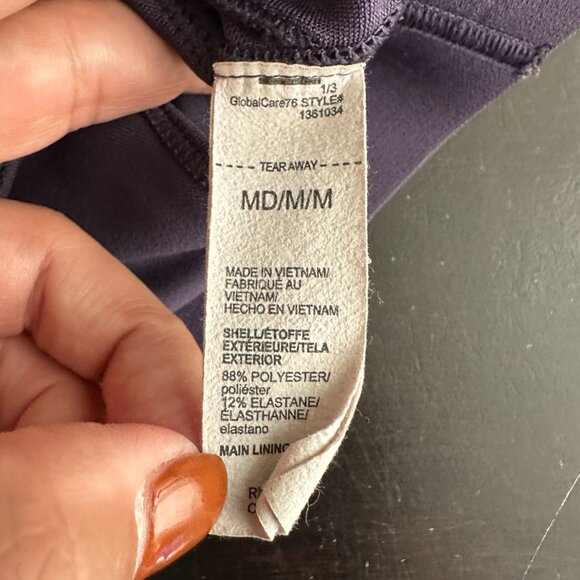 1/3
GlobalCare76 STYLE#
1361034
TEAR AWAY
MD/M/M
MADE IN VIETNAM/
FABRIQUÉ AU
VIETNAM/
HECHO EN VIETNAM
SHELL/ÉTOFFE
EXTÉRIEURE/TELA
EXTERIOR
88% POLYESTER/
poliéster
12% ELASTANE/
ÉLASTHANNE/
elastano
MAIN LINING